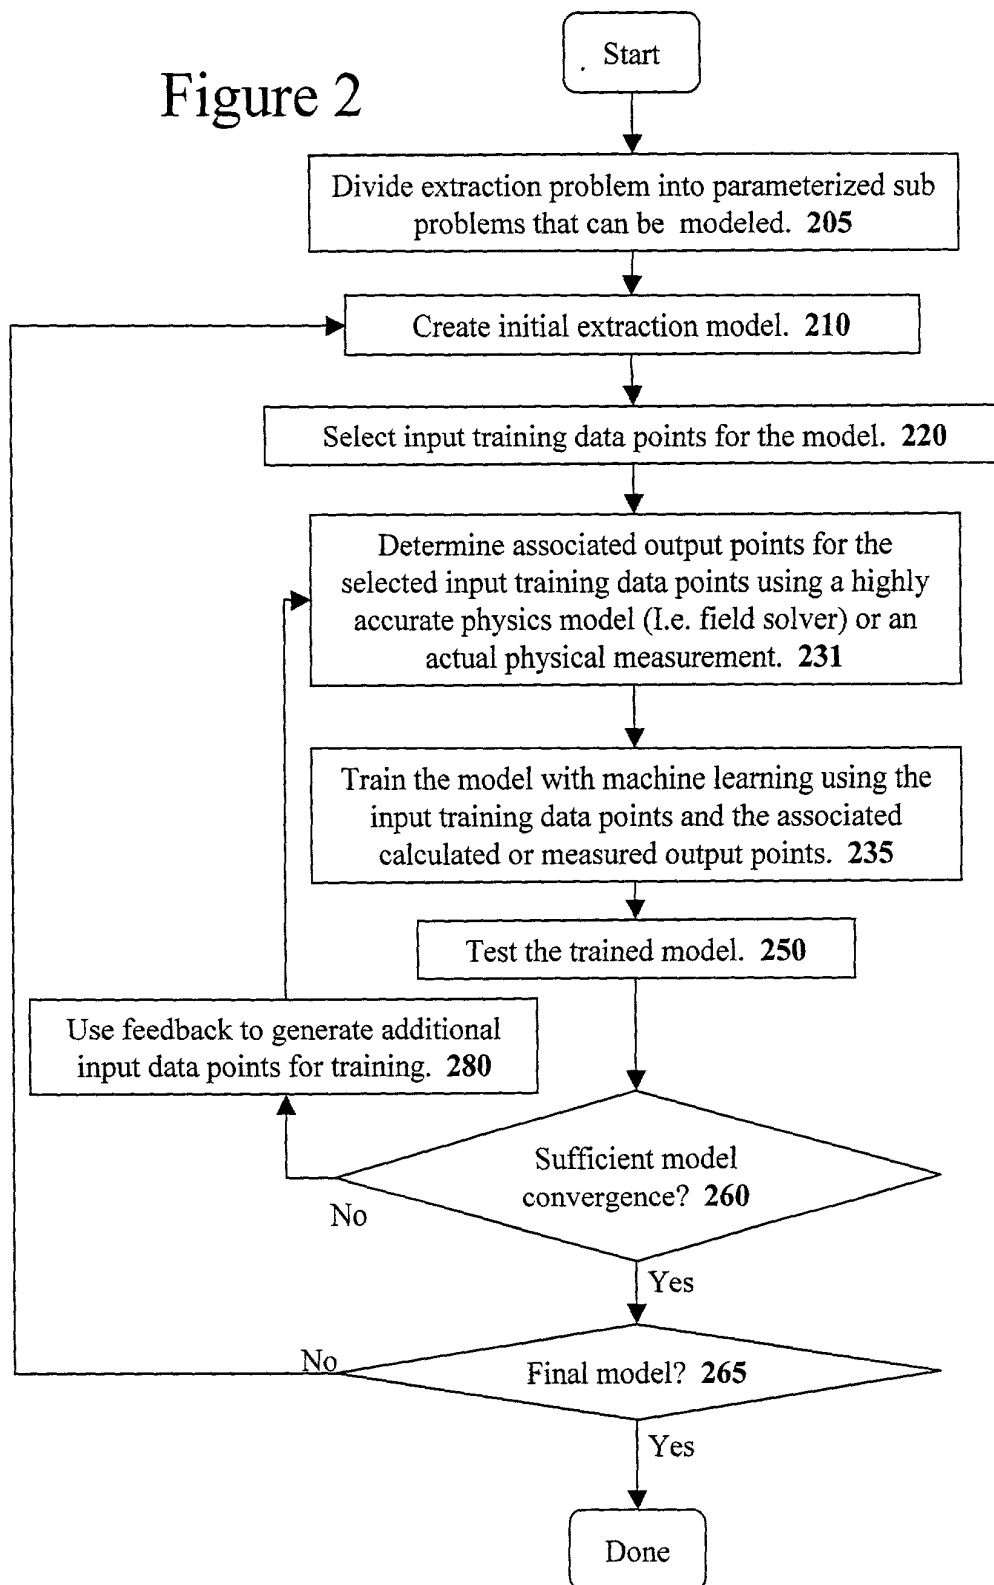 Start
Figure 2
Divide extraction problem into parameterized sub
problems that can be modeled. 205
Create initial extraction model. 210
Select input training data points for the model. 220
Determine associated output points for the
selected input training data points using a highly
accurate physics model (I.e. field solver) or an
actual physical measurement. 231
Train the model with machine learning using the
input training data points and the associated
calculated or measured output points. 235
Test the trained model. 250
Use feedback to generate additional
input data points for training. 280
Sufficient model
convergence? 260
No
Yes
No
Final model? 265
Yes
Done